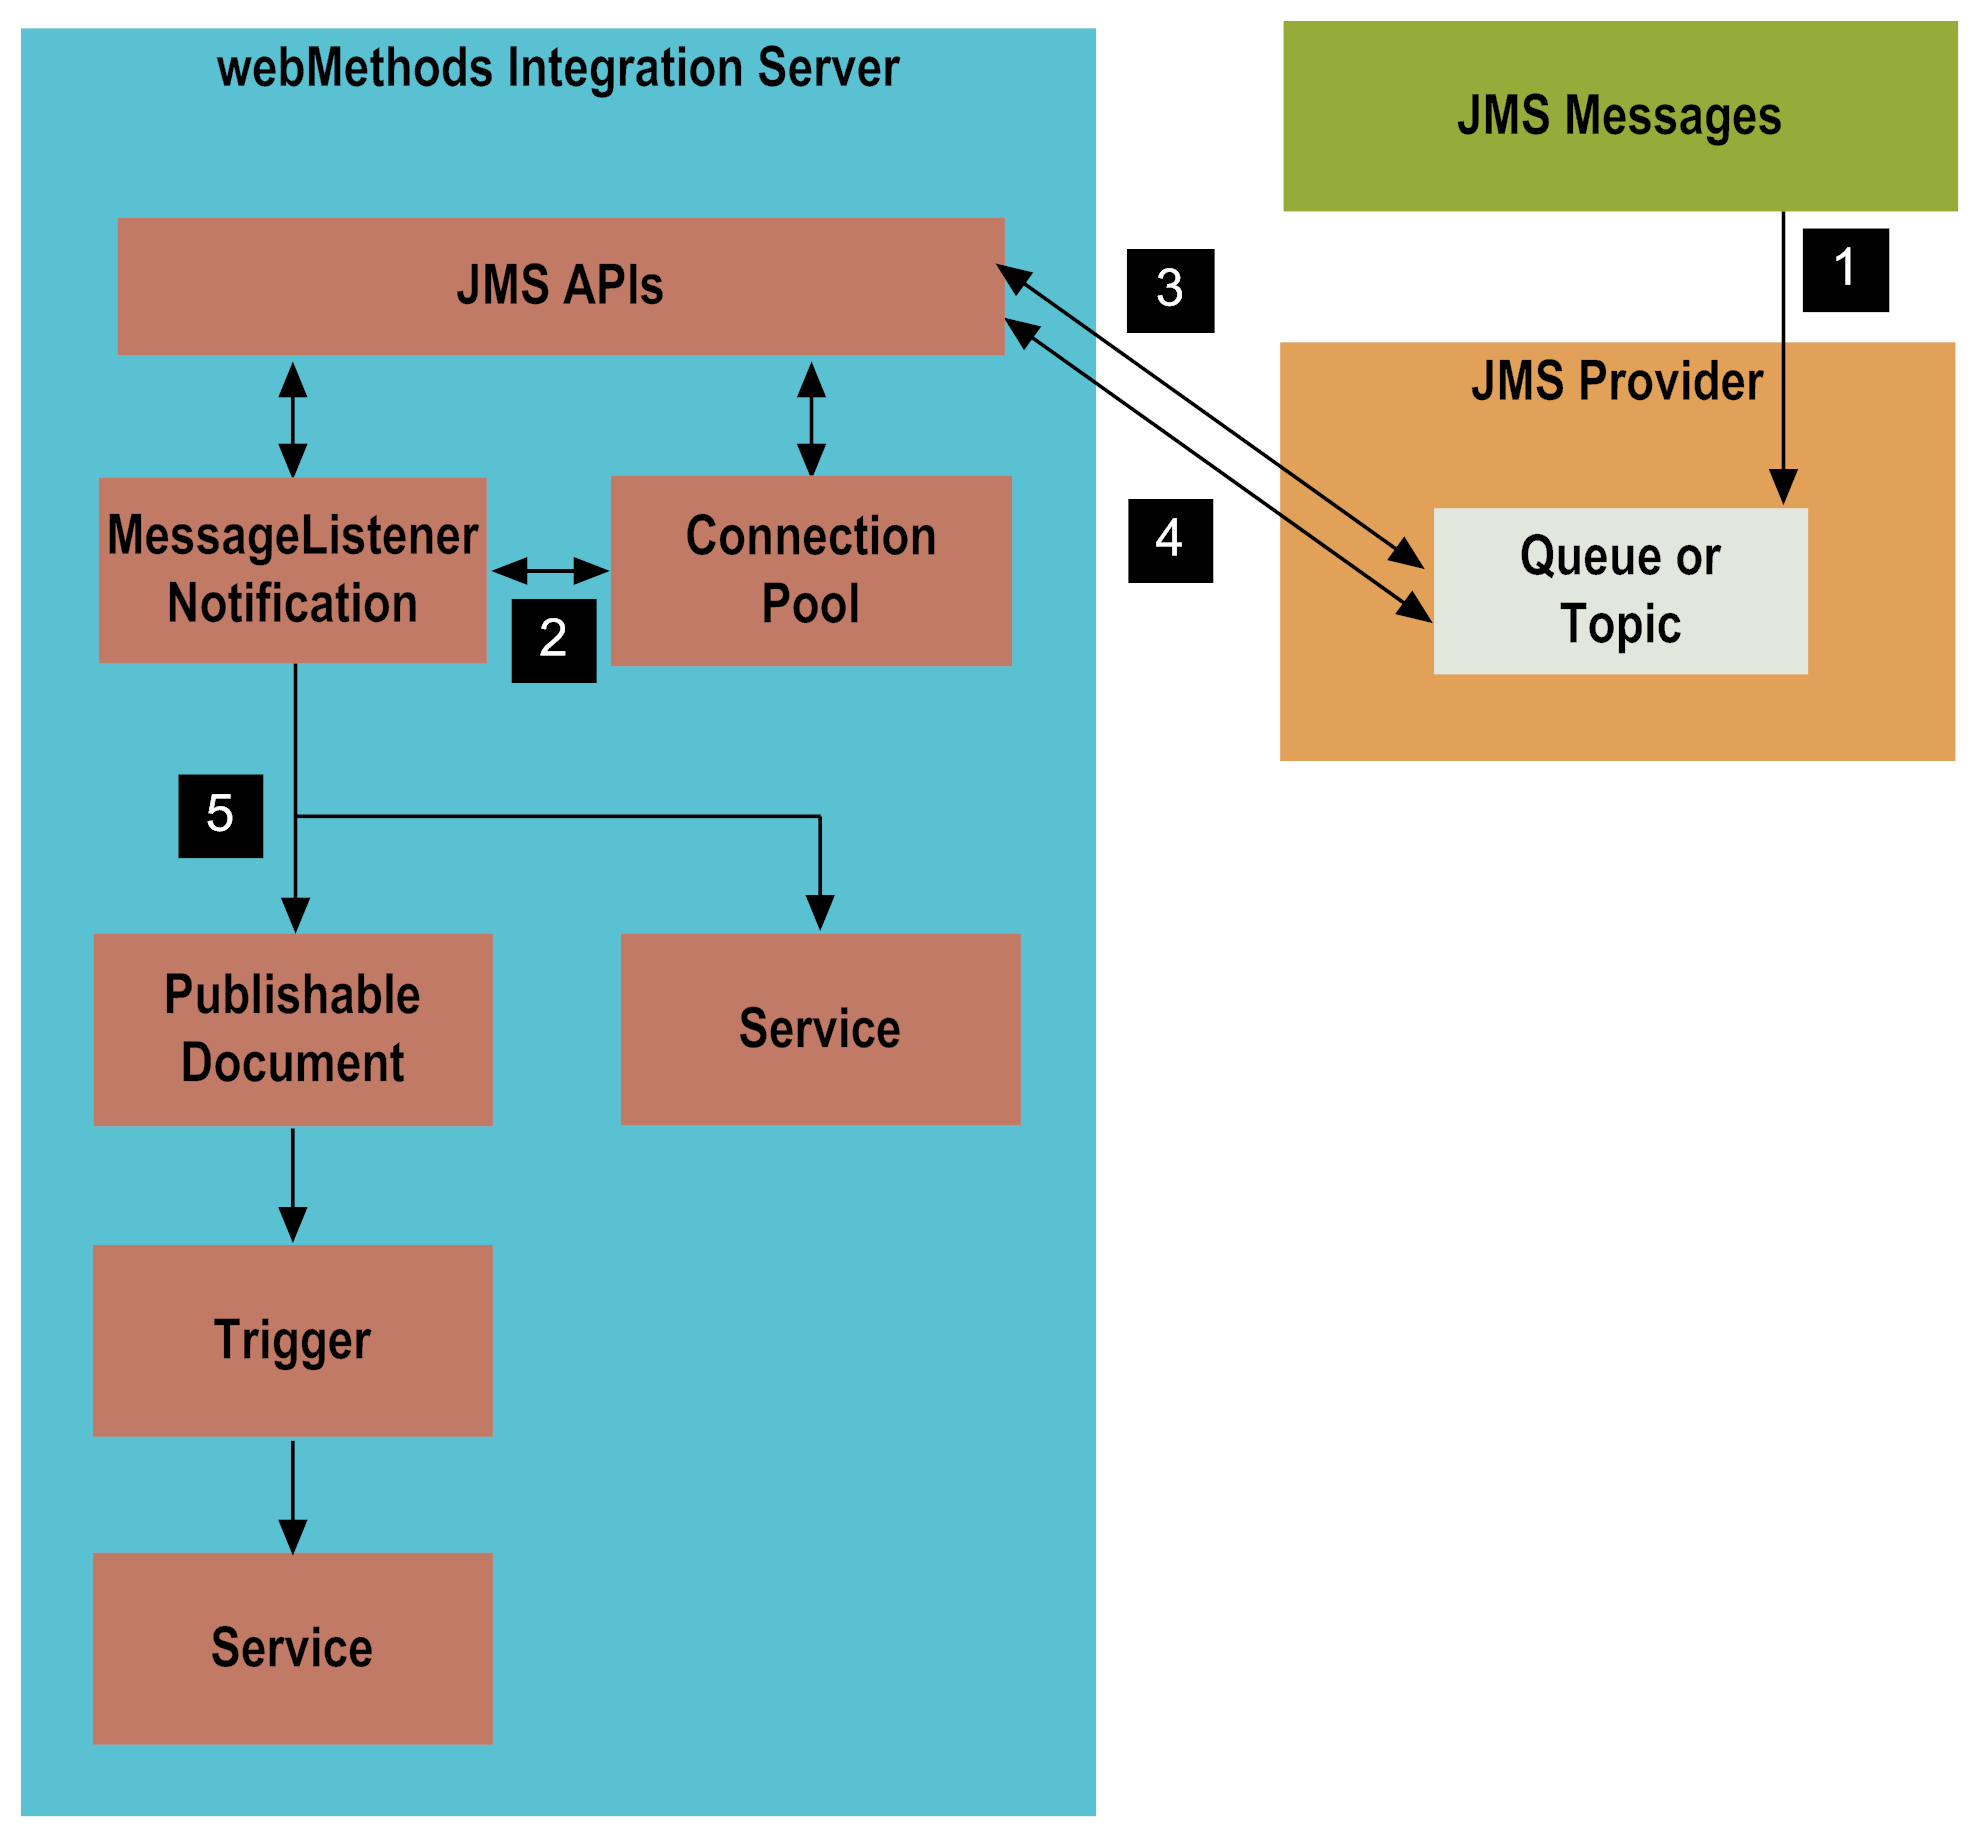 webMethods Integration Server
JMS Messages
1
JMS APIs
3
JMS Provider
MessageListener
Notification
2
Connection
Pool
4
Queue or
Topic
5
Publishable
Document
Service
Trigger
Service